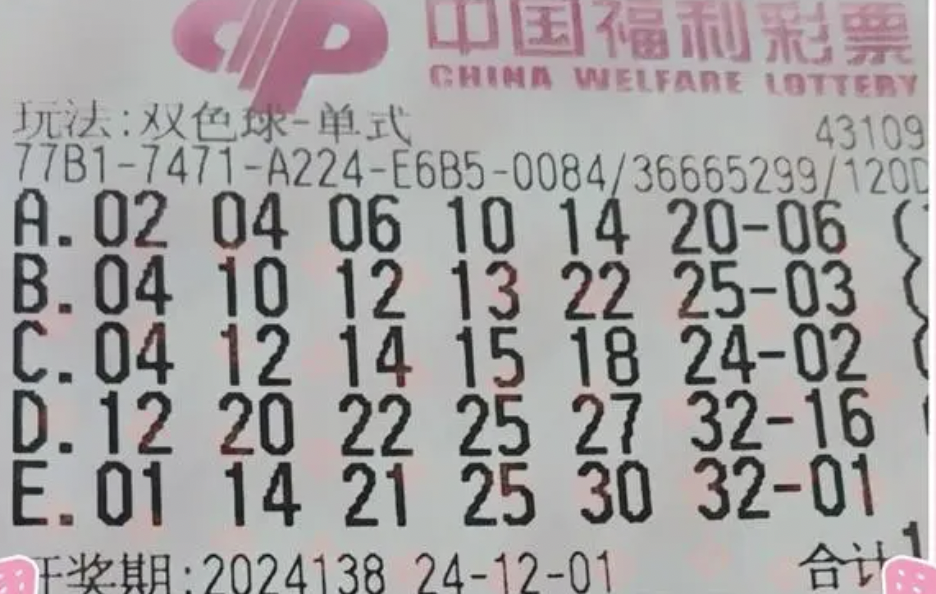 中国福利彩票
CHINA WELFARE LOTTERY
玩法:双色球-单式 43109
77B1-7471-A224-E6B5-0084/36665299/120D
A.02 04 06 10 14 20-06 (
B.04 10 12 13 22 25-03 (
C.04 12 14 15 18 24-02 (
D.12 20 22 25 27 32-16
E.01 14 21 25 30 32-01
开奖期:2024138 24-12-01 合计1